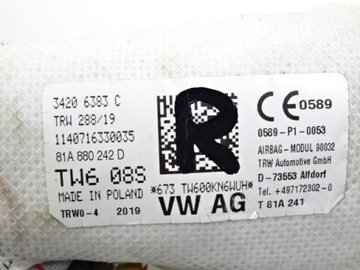 3420 6383 C
TRW 288/19
1140716330035
81A 880 242 D
TW6 08S
MADE IN POLAND
TRW0-4 2019
R
*673 TW600KN6WUH*
VW AG
CE 0589
0589-P1-0053
AIRBAG-MODUL 90032
TRW Automotive GmbH
D-73553 Alfdorf
Tel.+497172302-0
T 81A 241